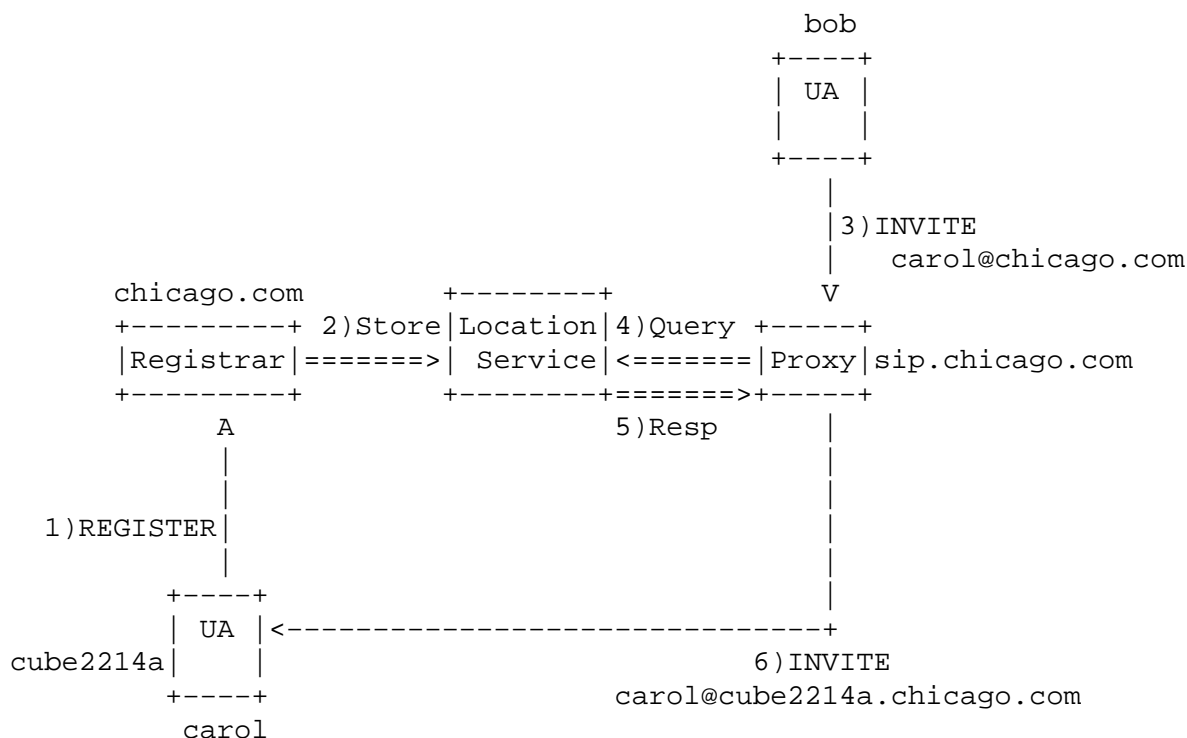 bob
+----+
| UA |
|    |
+----+
|
|3)INVITE
|   carol@chicago.com
chicago.com        +--------+            V
+---------+ 2)Store|Location|4)Query +-----+
|Registrar|=======>| Service|<=======|Proxy|sip.chicago.com
+---------+        +--------+=======>+-----+
A                      5)Resp      |
|                                  |
|                                  |
1)REGISTER|                                  |
|                                  |
+----+                                |
| UA |<-------------------------------+
cube2214a|    |                            6)INVITE
+----+                    carol@cube2214a.chicago.com
carol